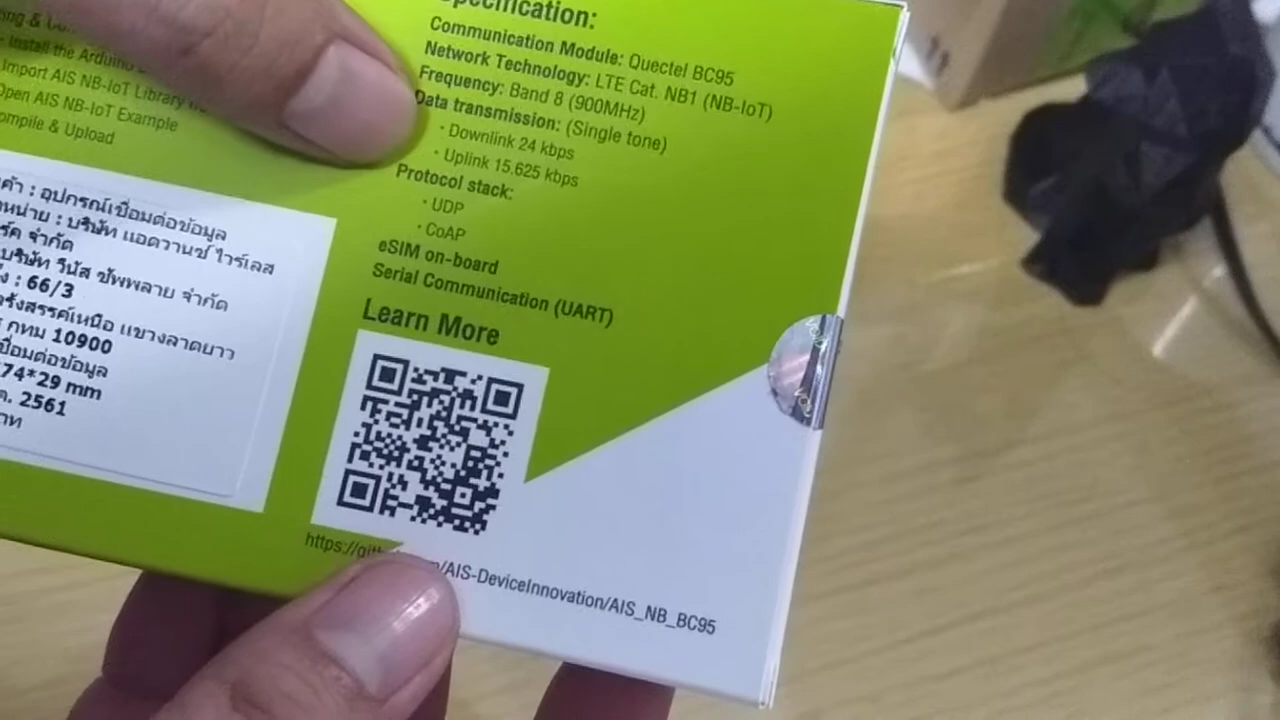 - Install the Arduino
Import AIS NB-IoT Library
Open AIS NB-IoT Example
ompile & Upload
Specification:
Communication Module: Quectel BC95
Network Technology: LTE Cat. NB1 (NB-IoT)
Frequency: Band 8 (900MHz)
Data transmission: (Single tone)
· Downlink 24 kbps
· Uplink 15.625 kbps
Protocol stack:
· UDP
· CoAP
eSIM on-board
Serial Communication (UART)
Learn More
https://gith m/AIS-DeviceInnovation/AIS_NB_BC95
ค้า : อุปกรณ์เชื่อมต่อข้อมูล
หน่าย : บริษัท แอดวานซ์ ไวร์เลส
ร์ค จำกัด
บริษัท วีนัส ซัพพลาย จำกัด
ง : 66/3
รังสรรค์เหนือ แขวงลาดยาว
กทม 10900
ชื่อมต่อข้อมูล
74*29 mm
ค. 2561
าท